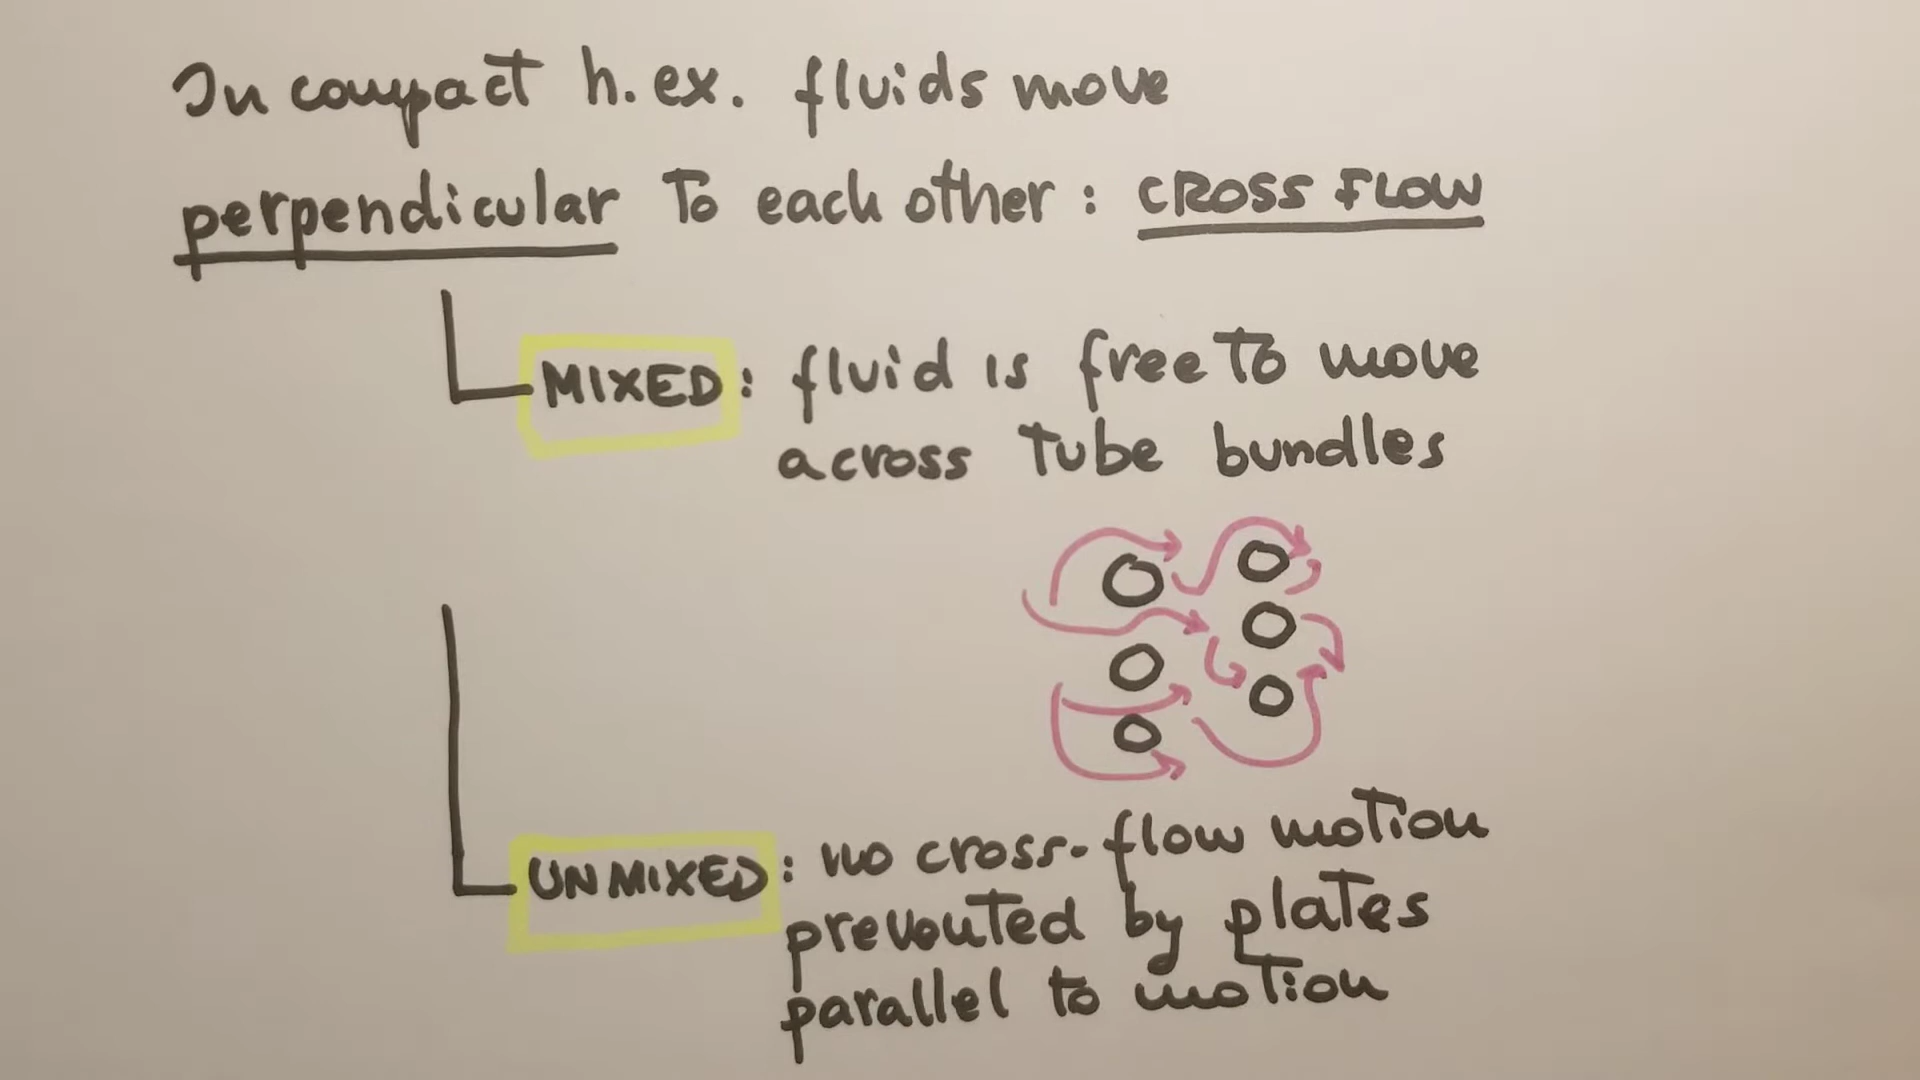 In compact h. ex. fluids move
perpendicular to each other : CROSS FLOW
MIXED : fluid is free to move
across tube bundles
UNMIXED : no cross-flow motion
prevented by plates
parallel to motion